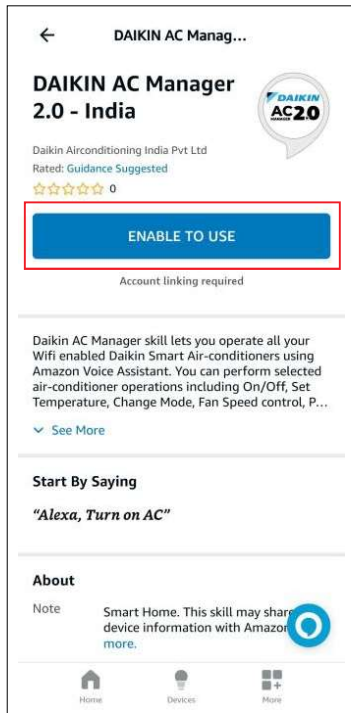 DAIKIN AC Manag...
DAIKIN AC Manager
2.0 - India
DAIKIN
AC2.0
MANAGER
Daikin Airconditioning India Pvt Ltd
Rated: Guidance Suggested
0
ENABLE TO USE
Account linking required
Daikin AC Manager skill lets you operate all your
Wifi enabled Daikin Smart Air-conditioners using
Amazon Voice Assistant. You can perform selected
air-conditioner operations including On/Off, Set
Temperature, Change Mode, Fan Speed control, P...
See More
Start By Saying
“Alexa, Turn on AC”
About
Note
Smart Home. This skill may share
device information with Amazon
more.
Home
Devices
More